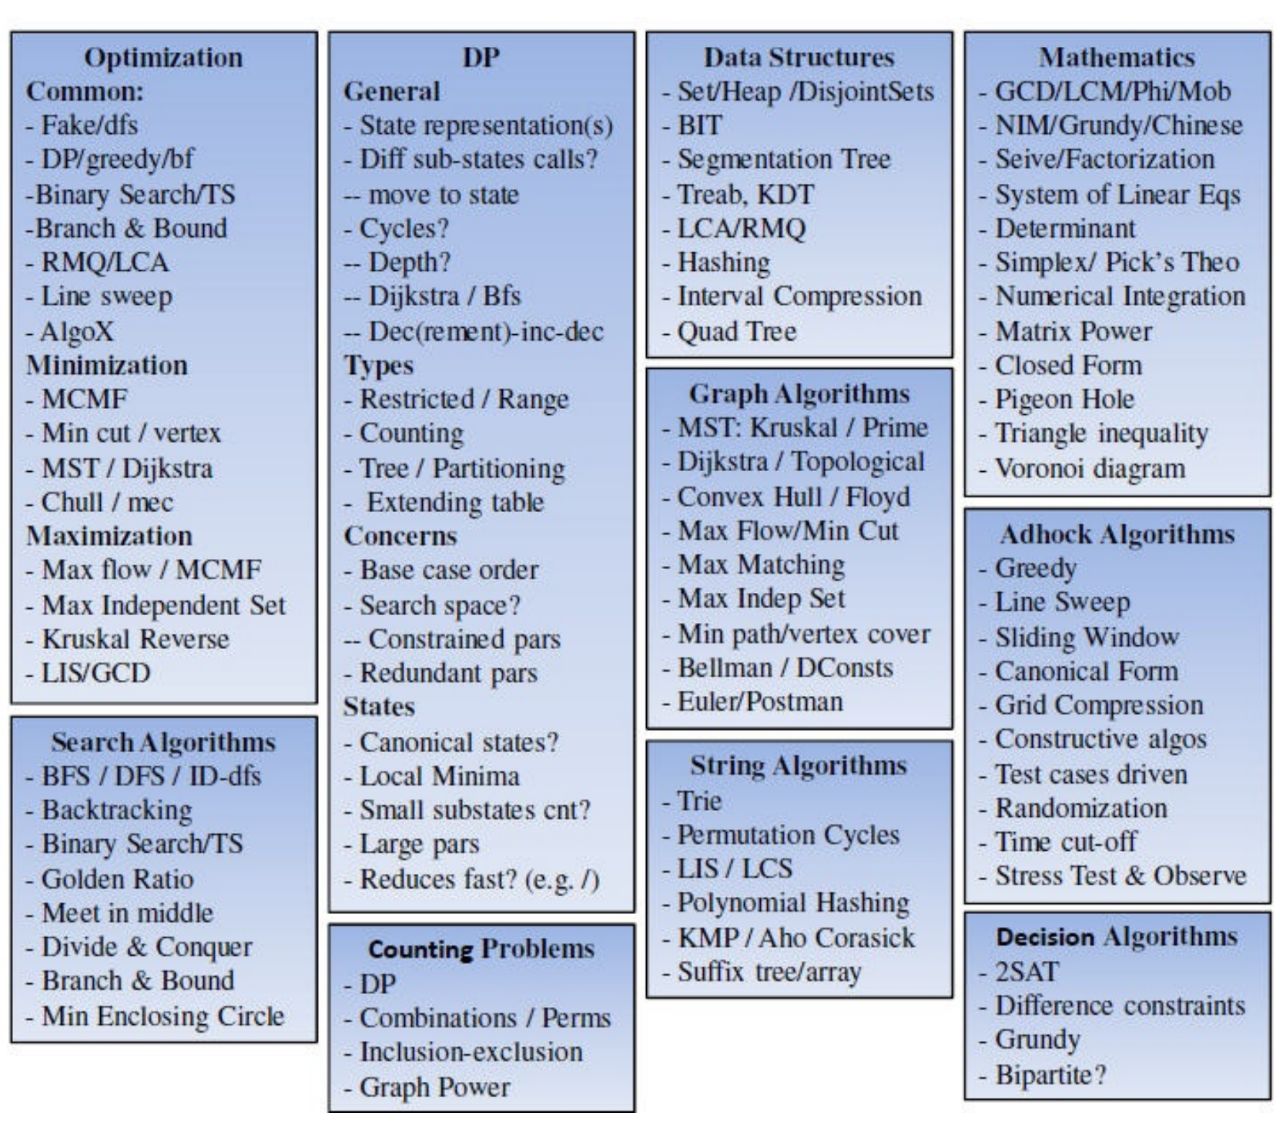 Optimization
Common:
- Fake/dfs
- DP/greedy/bf
-Binary Search/TS
-Branch & Bound
- RMQ/LCA
- Line sweep
- AlgoX
Minimization
- MCMF
- Min cut / vertex
- MST / Dijkstra
- Chull / mec
Maximization
- Max flow / MCMF
- Max Independent Set
- Kruskal Reverse
- LIS/GCD
Search Algorithms
- BFS / DFS / ID-dfs
- Backtracking
- Binary Search/TS
- Golden Ratio
- Meet in middle
- Divide & Conquer
- Branch & Bound
- Min Enclosing Circle
DP
General
- State representation(s)
- Diff sub-states calls?
-- move to state
- Cycles?
-- Depth?
-- Dijkstra / Bfs
-- Dec(rement)-inc-dec
Types
- Restricted / Range
- Counting
- Tree / Partitioning
- Extending table
Concerns
- Base case order
- Search space?
-- Constrained pars
- Redundant pars
States
- Canonical states?
- Local Minima
- Small substates cnt?
- Large pars
- Reduces fast? (e.g. /)
Counting Problems
- DP
- Combinations / Perms
- Inclusion-exclusion
- Graph Power
Data Structures
- Set/Heap /DisjointSets
- BIT
- Segmentation Tree
- Treab, KDT
- LCA/RMQ
- Hashing
- Interval Compression
- Quad Tree
Graph Algorithms
- MST: Kruskal / Prime
- Dijkstra / Topological
- Convex Hull / Floyd
- Max Flow/Min Cut
- Max Matching
- Max Indep Set
- Min path/vertex cover
- Bellman / DConsts
- Euler/Postman
String Algorithms
- Trie
- Permutation Cycles
- LIS / LCS
- Polynomial Hashing
- KMP / Aho Corasick
- Suffix tree/array
Mathematics
- GCD/LCM/Phi/Mob
- NIM/Grundy/Chinese
- Seive/Factorization
- System of Linear Eqs
- Determinant
- Simplex/ Pick's Theo
- Numerical Integration
- Matrix Power
- Closed Form
- Pigeon Hole
- Triangle inequality
- Voronoi diagram
Adhock Algorithms
- Greedy
- Line Sweep
- Sliding Window
- Canonical Form
- Grid Compression
- Constructive algos
- Test cases driven
- Randomization
- Time cut-off
- Stress Test & Observe
Decision Algorithms
- 2SAT
- Difference constraints
- Grundy
- Bipartite?